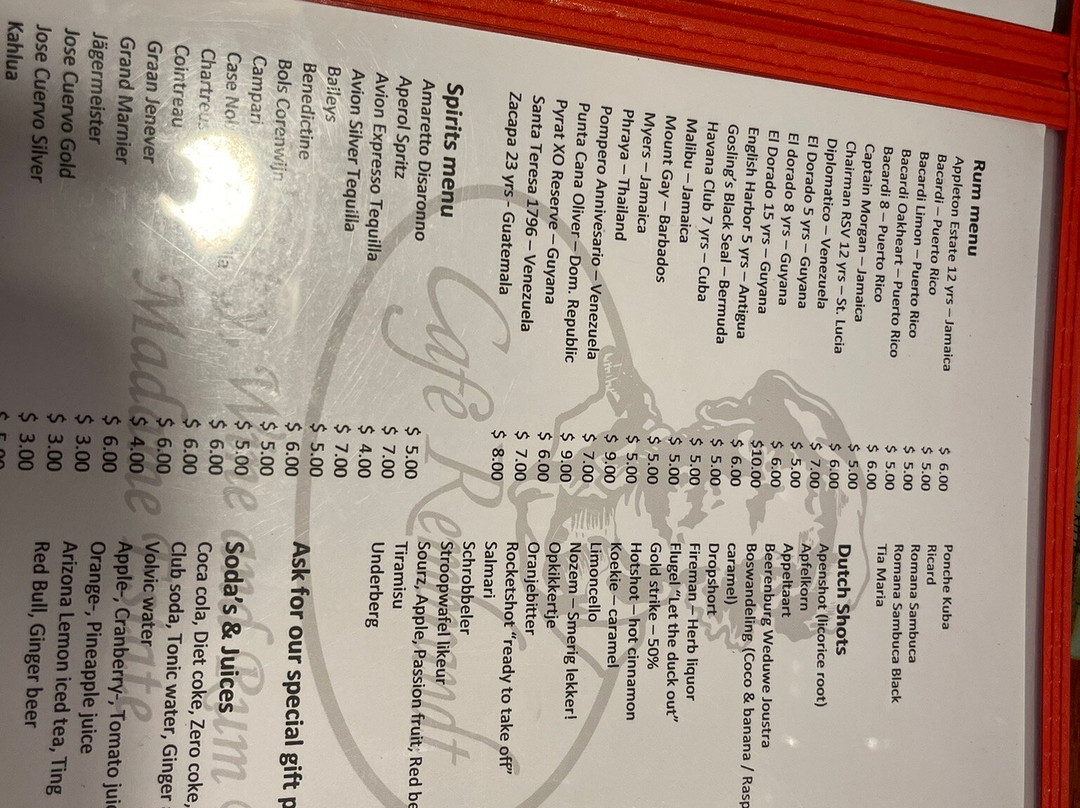 Rum menu
Appleton Estate 12 yrs – Jamaica $ 6.00
Bacardi – Puerto Rico $ 5.00
Bacardi Limon – Puerto Rico $ 5.00
Bacardi Oakheart – Puerto Rico $ 5.00
Bacardi 8 – Puerto Rico $ 6.00
Captain Morgan – Jamaica $ 5.00
Chairman RSV 12 yrs – St. Lucia $ 6.00
Diplomatico – Venezuela $ 7.00
El Dorado 5 yrs – Guyana $ 5.00
El dorado 8 yrs – Guyana $ 6.00
El Dorado 15 yrs – Guyana $10.00
English Harbor 5 yrs – Antigua $ 6.00
Gosling's Black Seal – Bermuda $ 5.00
Havana Club 7 yrs – Cuba $ 5.00
Malibu – Jamaica $ 5.00
Mount Gay – Barbados $ 5.00
Myers – Jamaica $ 5.00
Phraya – Thailand $ 9.00
Pompero Annivesario – Venezuela $ 7.00
Punta Cana Oliver – Dom. Republic $ 9.00
Pyrat XO Reserve – Guyana $ 6.00
Santa Teresa 1796 – Venezuela $ 7.00
Zacapa 23 yrs - Guatemala $ 8.00
Spirits menu
Amaretto Disaronno $ 5.00
Aperol Spritz $ 7.00
Avion Expresso Tequilla $ 4.00
Avion Silver Tequilla $ 7.00
Baileys $ 5.00
Benedictine $ 6.00
Bols Corenwijn $ 5.00
Campari $ 5.00
Case $ 6.00
$ 6.00
Cointreau $ 6.00
Graan Jenever $ 4.00
Grand Marnier $ 6.00
Jägermeister $ 3.00
Jose Cuervo Gold $ 3.00
Jose Cuervo Silver $ 3.00
Kahlua
Ponche Kuba
Ricard
Romana Sambuca
Romana Sambuca Black
Tia Maria
Dutch Shots
Apenshot (licorice root)
Apfelkorn
Appeltaart
Beerenburg Weduwe Joustra
Boswandeling (Coco & banana / Rasp
caramel)
Dropshort
Fireman – Herb liquor
Flugel "Let the duck out"
Gold strike – 50%
Hotshot – hot cinnamon
Koekie – caramel
Limoncello
Nozem – Smerig lekker!
Opkikkertje
Oranjebitter
Rocketshot "ready to take off"
Salmari
Schrobbeler
Stroopwafel likeur
Sourz, Apple, Passion fruit; Red be
Tiramisu
Underberg
Ask for our special gift p
Soda's & Juices
Coca cola, Diet coke, Zero coke,
Club soda, Tonic water, Ginger
Volvic water
Apple-, Cranberry-, Tomato juic
Orange-, Pineapple juice
Arizona Lemon iced tea, Ting
Red Bull, Ginger beer
Café Rembrandt
Wine and Rum
Madame